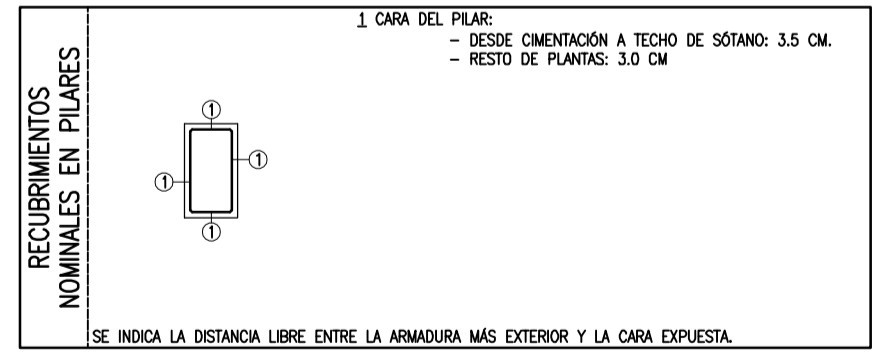 RECUBRIMIENTOS
NOMINALES EN PILARES
1 CARA DEL PILAR:
- DESDE CIMENTACIÓN A TECHO DE SÓTANO: 3.5 CM.
- RESTO DE PLANTAS: 3.0 CM
1
1
1
1
SE INDICA LA DISTANCIA LIBRE ENTRE LA ARMADURA MÁS EXTERIOR Y LA CARA EXPUESTA.